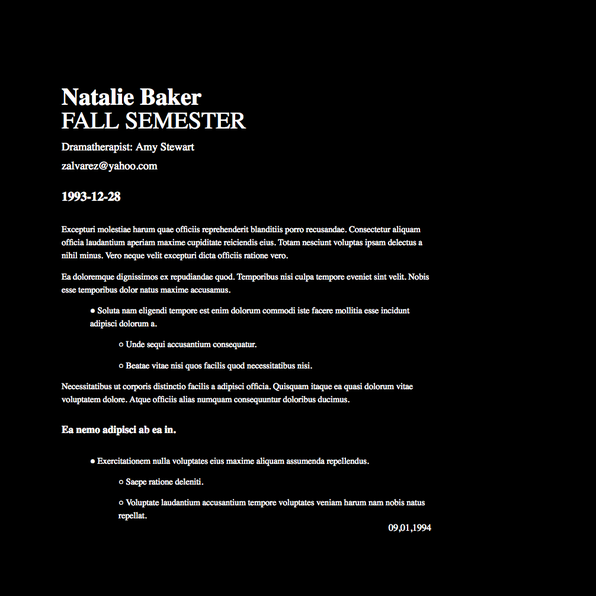 Natalie Baker
FALL SEMESTER
Dramatherapist: Amy Stewart
zalvarez@yahoo.com
1993-12-28
Excepturi molestiae harum quae officiis reprehenderit blanditiis porro recusandae. Consectetur aliquam
officia laudantium aperiam maxime cupiditate reiciendis eius. Totam nesciunt voluptas ipsam delectus a
nihil minus. Vero neque velit excepturi dicta officiis ratione vero.
Ea doloremque dignissimos ex repudiandae quod. Temporibus nisi culpa tempore eveniet sint velit. Nobis
esse temporibus dolor natus maxime accusamus.
● Soluta nam eligendi tempore est enim dolorum commodi iste facere mollitia esse incidunt
adipisci dolorum a.
○ Unde sequi accusantium consequatur.
○ Beatae vitae nisi quos facilis quod necessitatibus nisi.
Necessitatibus ut corporis distinctio facilis a adipisci officia. Quisquam itaque ea quasi dolorum vitae
voluptatem dolore. Atque officiis alias numquam consequuntur doloribus ducimus.
Ea nemo adipisci ab ea in.
● Exercitationem nulla voluptates eius maxime aliquam assumenda repellendus.
○ Saepe ratione deleniti.
○ Voluptate laudantium accusantium tempore voluptates veniam harum nam nobis natus
repellat.
09,01,1994